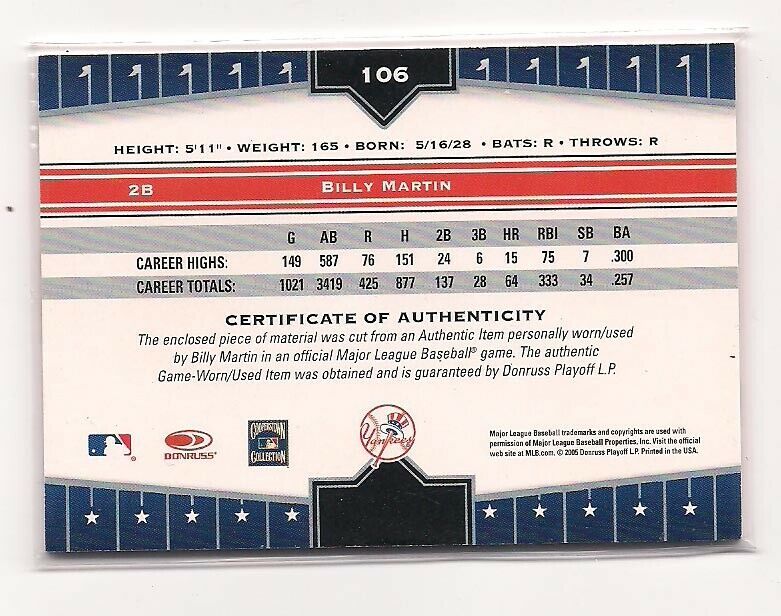 106
HEIGHT: 5'11" • WEIGHT: 165 • BORN: 5/16/28 • BATS: R • THROWS: R
2B BILLY MARTIN
G AB R H 2B 3B HR RBI SB BA
CAREER HIGHS: 149 587 76 151 24 6 15 75 7 .300
CAREER TOTALS: 1021 3419 425 877 137 28 64 333 34 .257
CERTIFICATE OF AUTHENTICITY
The enclosed piece of material was cut from an Authentic Item personally worn/used
by Billy Martin in an official Major League Baseball® game. The authentic
Game-Worn/Used Item was obtained and is guaranteed by Donruss Playoff L.P.
DONRUSS®
COOPERSTOWN
COLLECTION
Yankees
Major League Baseball trademarks and copyrights are used with
permission of Major League Baseball Properties, Inc. Visit the official
web site at MLB.com. © 2005 Donruss Playoff L.P. Printed in the USA.